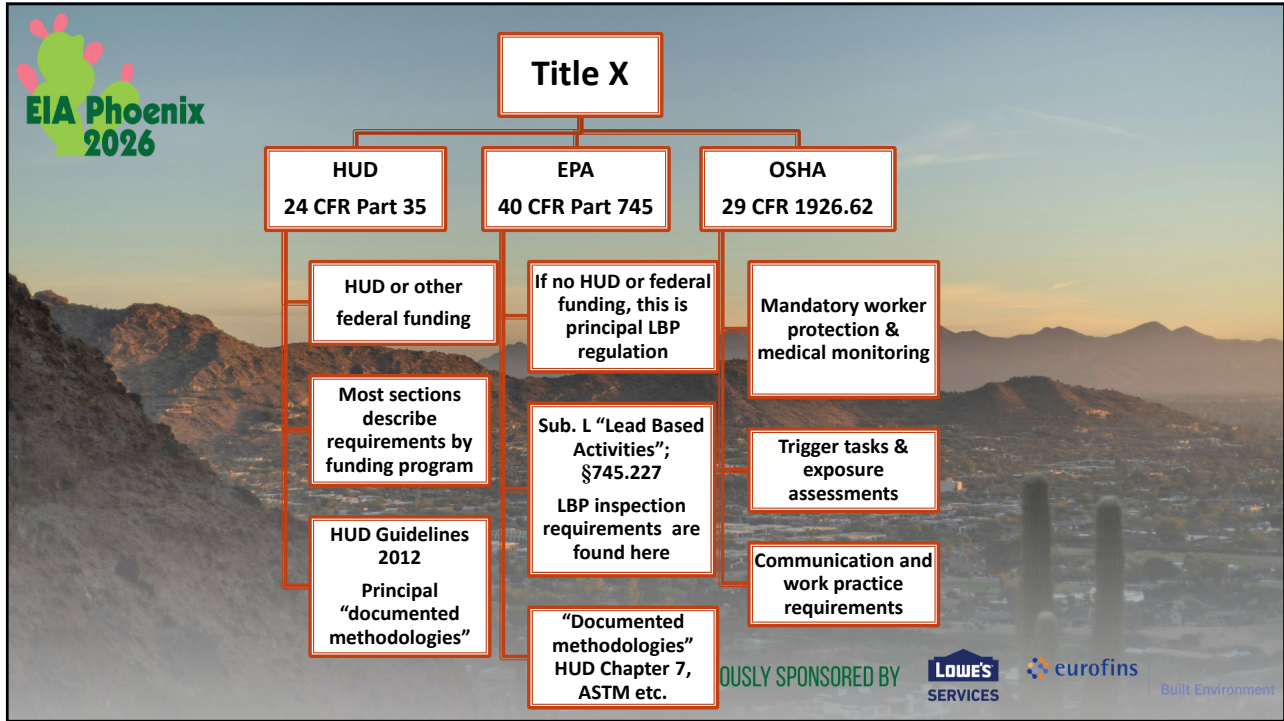 EIA Phoenix
2026
Title X
HUD
24 CFR Part 35
EPA
40 CFR Part 745
OSHA
29 CFR 1926.62
HUD or other
federal funding
Most sections
describe
requirements by
funding program
HUD Guidelines
2012
Principal
“documented
methodologies”
If no HUD or federal
funding, this is
principal LBP
regulation
Sub. L “Lead Based
Activities”;
§745.227
LBP inspection
requirements are
found here
“Documented
methodologies”
HUD Chapter 7,
ASTM etc.
Mandatory worker
protection &
medical monitoring
Trigger tasks &
exposure
assessments
Communication and
work practice
requirements
OUSLY SPONSORED BY
LOWE'S
SERVICES
eurofins
Built Environment